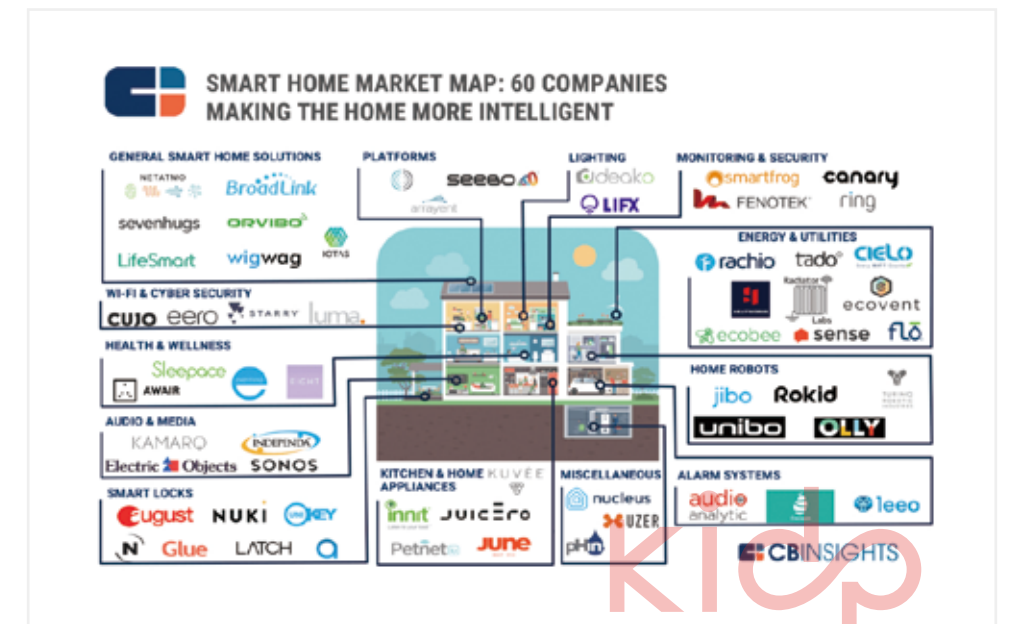 SMART HOME MARKET MAP: 60 COMPANIES
MAKING THE HOME MORE INTELLIGENT
GENERAL SMART HOME SOLUTIONS
NETATMO
BroadLink
sevenhugs
ORVIBO
LifeSmart
wigwag
IOTAS
PLATFORMS
SEEBO
arrayent
LIGHTING
deako
LIFX
MONITORING & SECURITY
smartfrog
canary
FENOTEK
ring
ENERGY & UTILITIES
rachio
tado°
CIELO
Radiator
Labs
ecovent
ecobee
sense
flō
WI-FI & CYBER SECURITY
CUJO
eero
STARRY
luma.
HEALTH & WELLNESS
Sleepace
AWAIR
EIGHT
HOME ROBOTS
jibo
Rokid
unibo
OLLY
AUDIO & MEDIA
KAMARQ
INDEPENDA
Electric Objects
SONOS
SMART LOCKS
august
NUKi
UNIKEY
N
Glue
LATCH
KITCHEN & HOME
APPLIANCES
KUVÉE
innit
JUICERO
Petnet
JUNE
MISCELLANEOUS
nucleus
UZER
pHin
ALARM SYSTEMS
audio
analytic
leeo
CBINSIGHTS
kidp